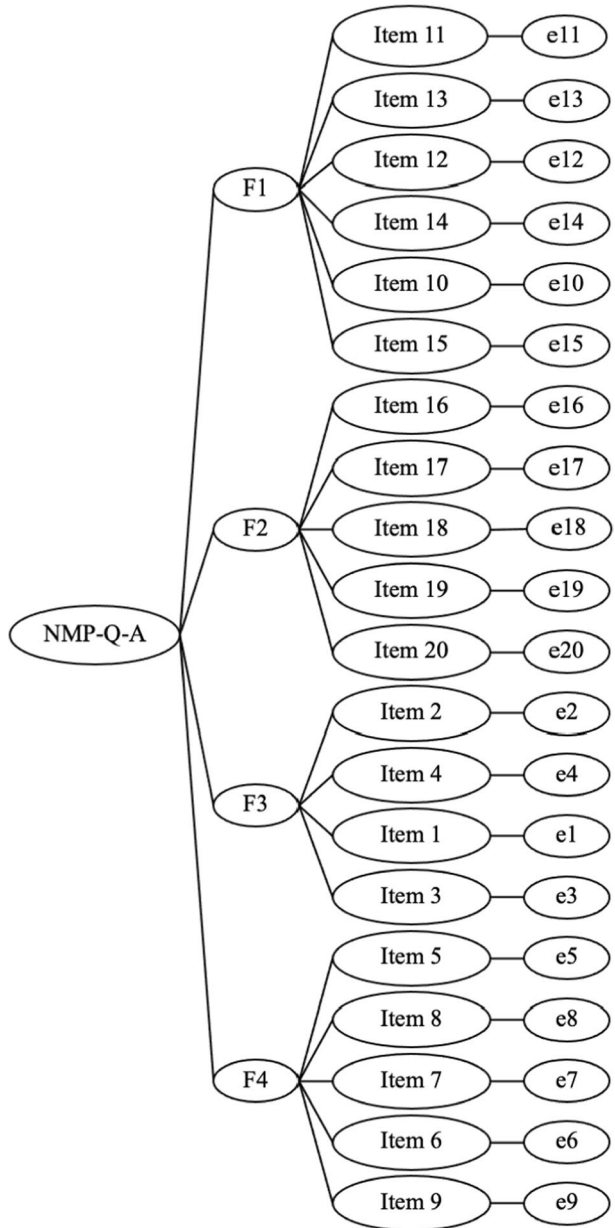 Item 11 e11
Item 13 e13
Item 12 e12
F1
Item 14 e14
Item 10 e10
Item 15 e15
Item 16 e16
Item 17 e17
F2
Item 18 e18
Item 19 e19
NMP-Q-A
Item 20 e20
Item 2 e2
Item 4 e4
F3
Item 1 e1
Item 3 e3
Item 5 e5
Item 8 e8
F4
Item 7 e7
Item 6 e6
Item 9 e9